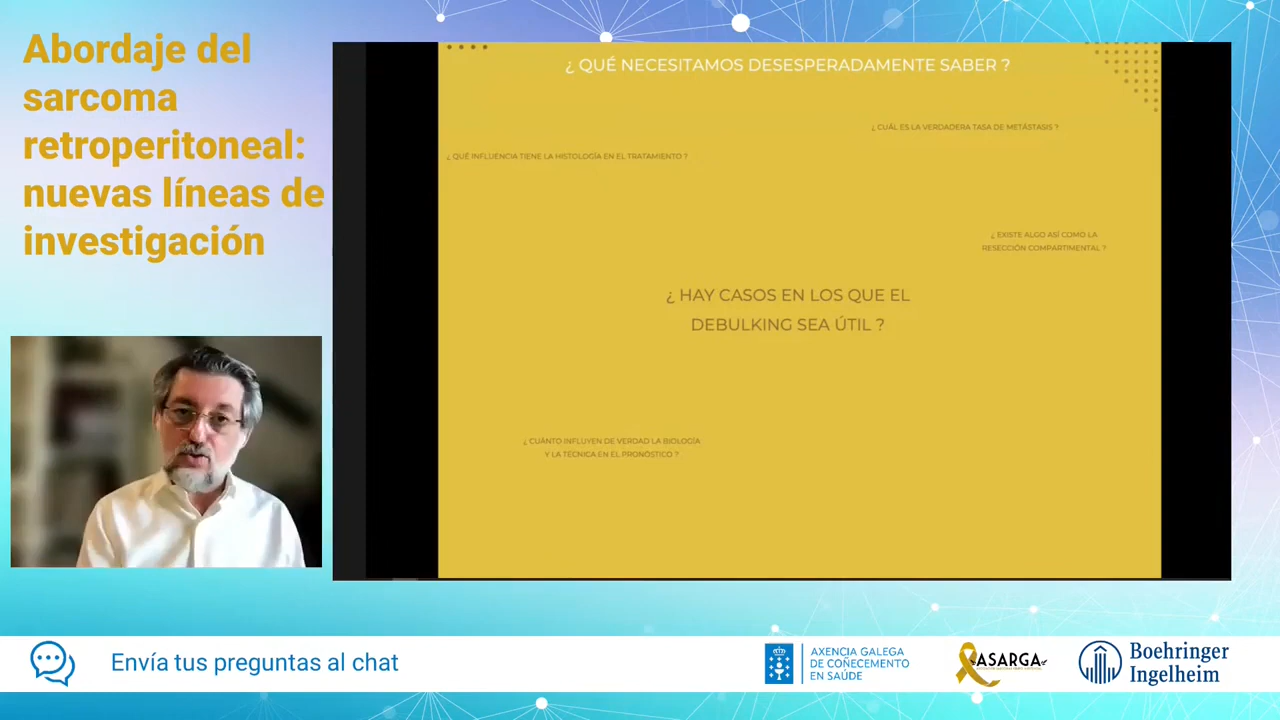 Abordaje del
sarcoma
retroperitoneal:
nuevas líneas de
investigación
¿ QUÉ NECESITAMOS DESESPERADAMENTE SABER ?
¿ CUÁL ES LA VERDADERA TASA DE METÁSTASIS ?
¿ QUÉ INFLUENCIA TIENE LA HISTOLOGÍA EN EL TRATAMIENTO ?
¿ EXISTE ALGO ASÍ COMO LA
RESECCIÓN COMPARTIMENTAL ?
¿ HAY CASOS EN LOS QUE EL
DEBULKING SEA ÚTIL ?
¿ CUÁNTO INFLUYEN DE VERDAD LA BIOLOGÍA
Y LA TÉCNICA EN EL PRONÓSTICO ?
Envía tus preguntas al chat
AXENCIA GALEGA
DE COÑECEMENTO
EN SAÚDE
ASARGA
Boehringer
Ingelheim